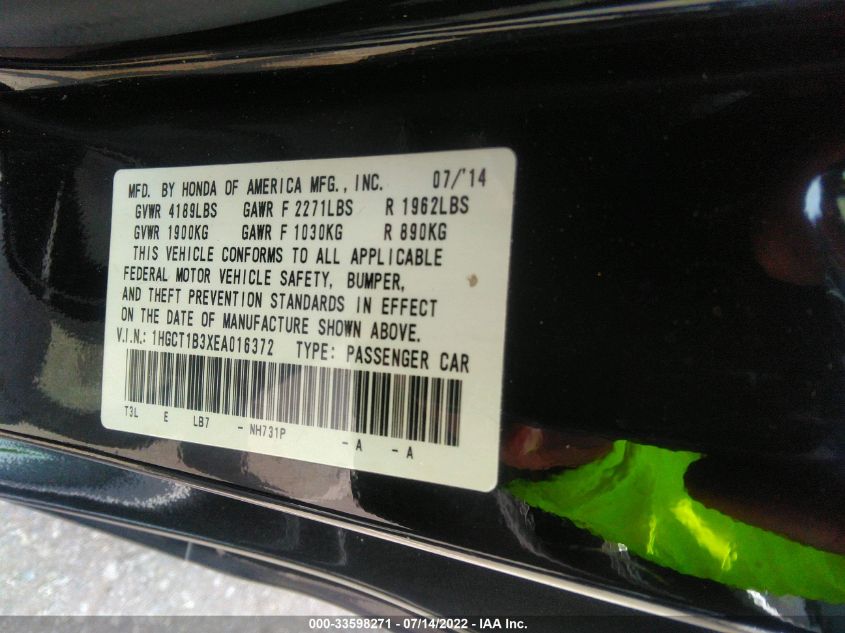 MFD. BY HONDA OF AMERICA MFG., INC. 07/'14
GVWR 4189LBS GAWR F 2271LBS R 1962LBS
GVWR 1900KG GAWR F 1030KG R 890KG
THIS VEHICLE CONFORMS TO ALL APPLICABLE
FEDERAL MOTOR VEHICLE SAFETY, BUMPER,
AND THEFT PREVENTION STANDARDS IN EFFECT
ON THE DATE OF MANUFACTURE SHOWN ABOVE.
V.I.N.: 1HGCT1B3XEA016372 TYPE: PASSENGER CAR
T3L E LB7 - NH731P - A - A
000-33598271 - 07/14/2022 - IAA Inc.